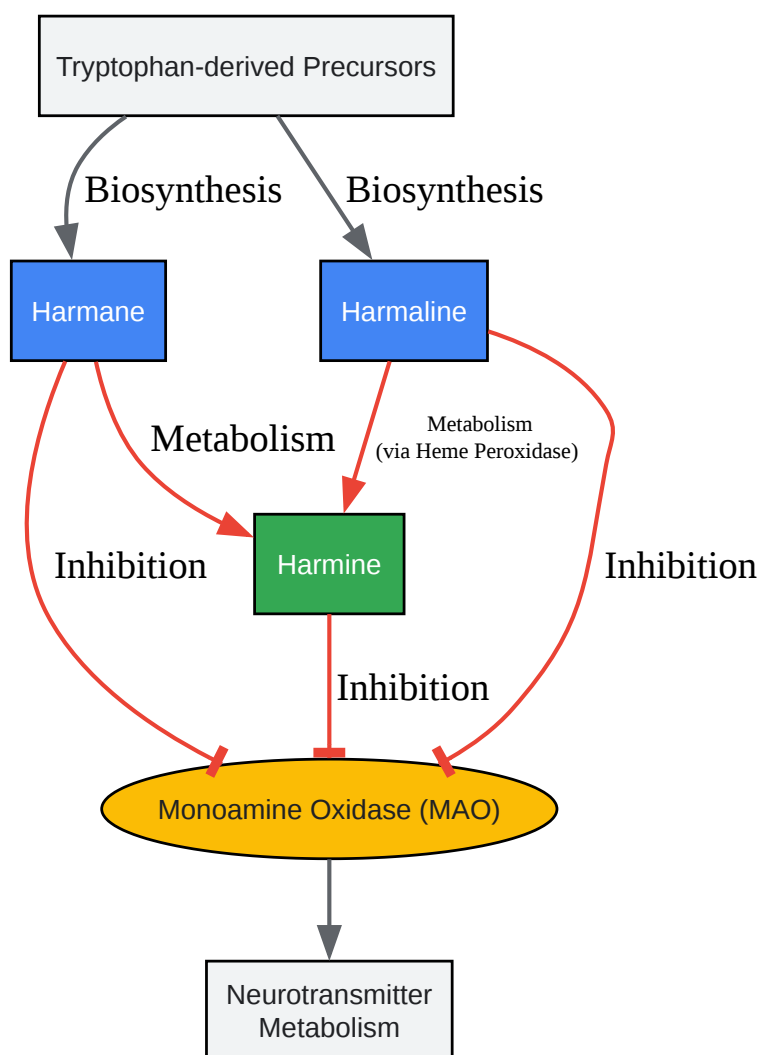 Tryptophan-derived Precursors
Biosynthesis
Biosynthesis
Harmane
Harmaline
Metabolism
Metabolism
(via Heme Peroxidase)
Inhibition
Harmine
Inhibition
Inhibition
Monoamine Oxidase (MAO)
Neurotransmitter
Metabolism